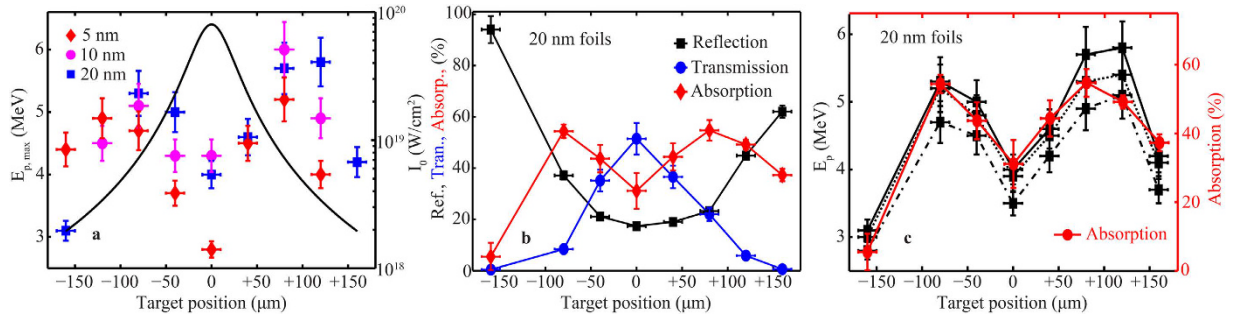 6
5
4
3
E_{p, max} (MeV)
5 nm
10 nm
20 nm
a
10^{20}
10^{19}
10^{18}
I_0 (W/cm^2)
−150 −100 −50 0 +50 +100 +150
Target position (μm)
100
80
60
40
20
0
Ref., Tran., Absorp., (%)
20 nm foils
Reflection
Transmission
Absorption
b
−150 −100 −50 0 +50 +100 +150
Target position (μm)
6
5
4
3
E_p (MeV)
20 nm foils
c
Absorption
60
40
20
0
Absorption (%)
−150 −50 0 +50 +100 +150
Target position (μm)